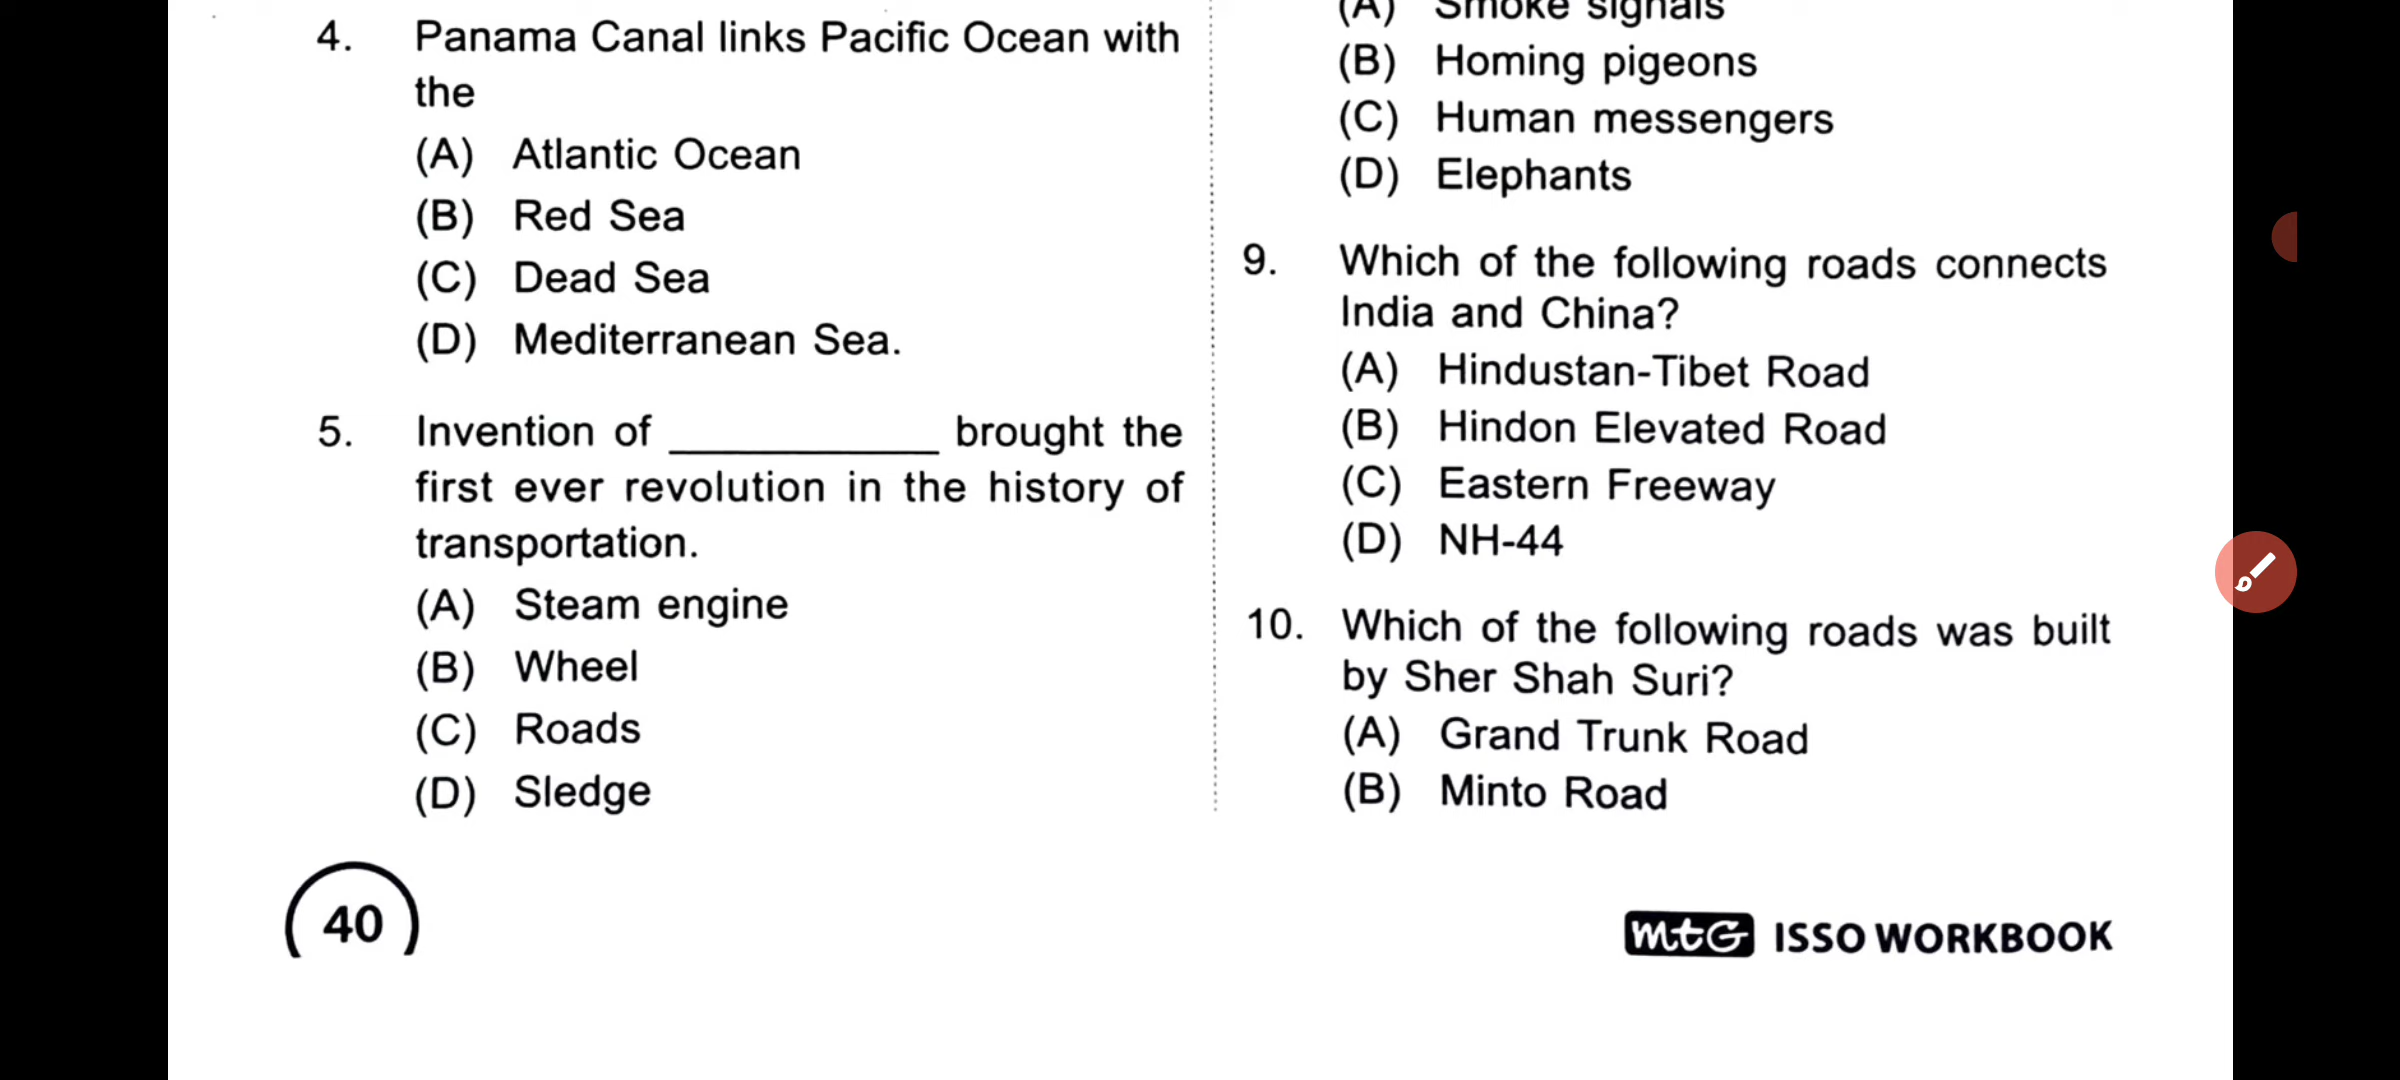 4. Panama Canal links Pacific Ocean with
the
(A) Atlantic Ocean
(B) Red Sea
(C) Dead Sea
(D) Mediterranean Sea.
5. Invention of ____________ brought the
first ever revolution in the history of
transportation.
(A) Steam engine
(B) Wheel
(C) Roads
(D) Sledge
(A) Smoke signals
(B) Homing pigeons
(C) Human messengers
(D) Elephants
9. Which of the following roads connects
India and China?
(A) Hindustan-Tibet Road
(B) Hindon Elevated Road
(C) Eastern Freeway
(D) NH-44
10. Which of the following roads was built
by Sher Shah Suri?
(A) Grand Trunk Road
(B) Minto Road
40
mtG ISSO WORKBOOK